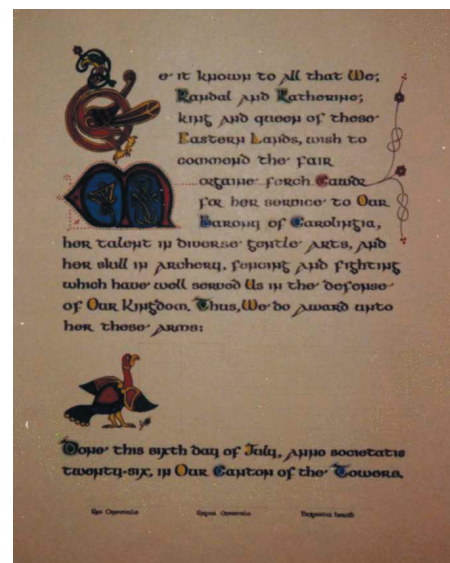 Be it known to all that We,
Randal and Katherine,
king and queen of these
Eastern Lands, wish to
commend the fair
Morgaine ferch Cawdr
for her service to Our
Barony of Carolingia,
her talent in diverse gentle arts, and
her skill in archery, fencing and fighting
which have well served Us in the defense
of Our Kingdom. Thus, We do award unto
her these arms:
Done this sixth day of July, anno societatis
twenty-six, in Our Canton of the Towers.